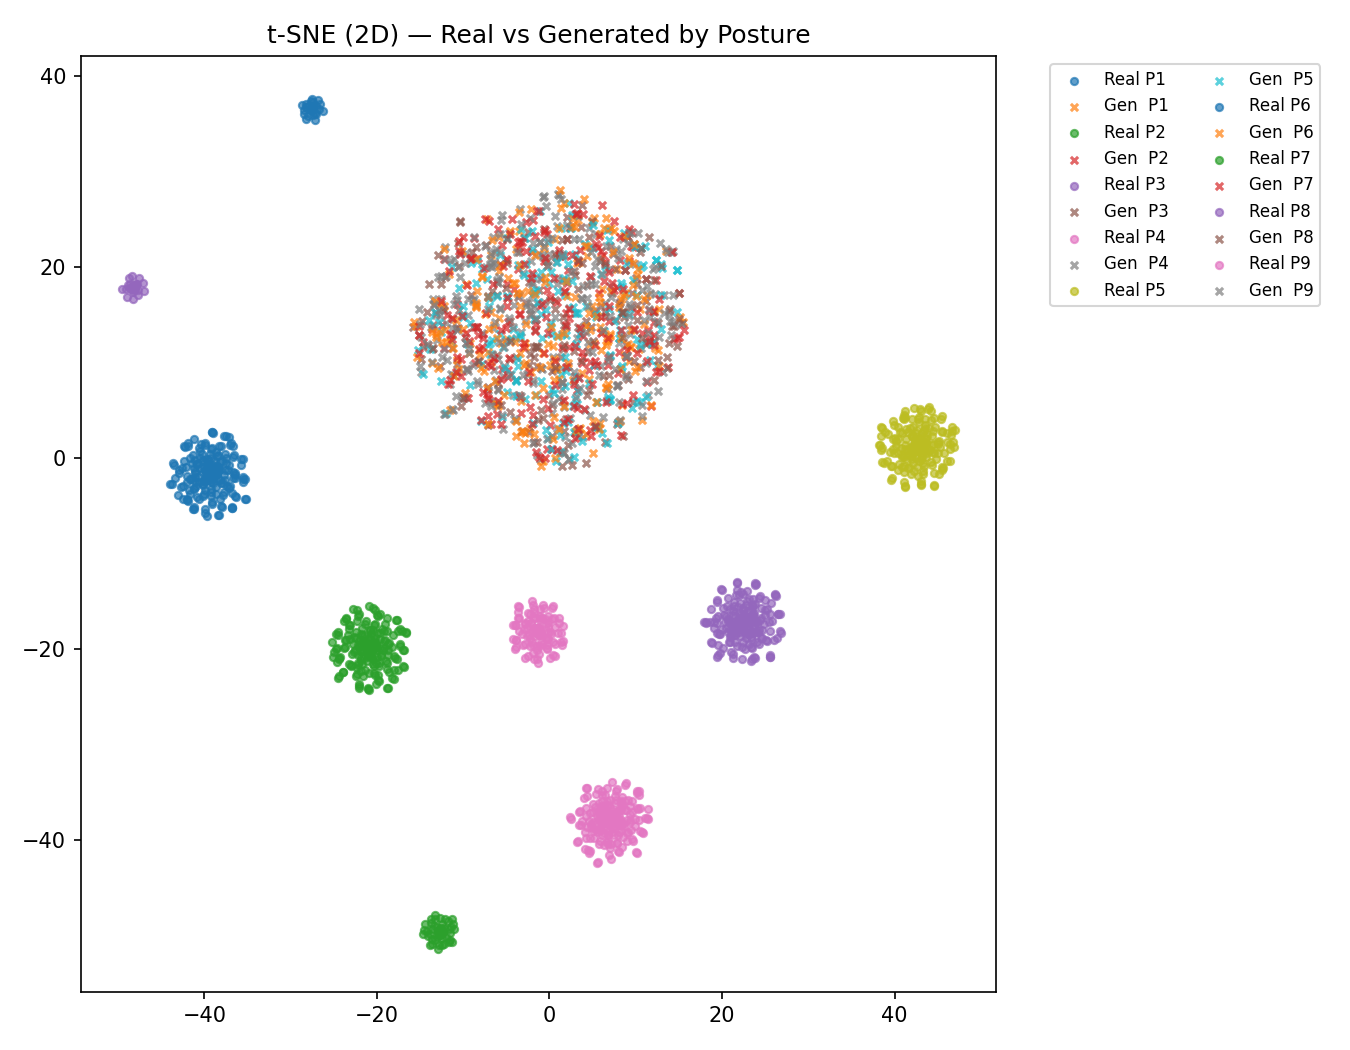 t-SNE (2D) — Real vs Generated by Posture
40
20
0
−20
−40
−40
−20
0
20
40
Real P1
Gen  P1
Real P2
Gen  P2
Real P3
Gen  P3
Real P4
Gen  P4
Real P5
Gen  P5
Real P6
Gen  P6
Real P7
Gen  P7
Real P8
Gen  P8
Real P9
Gen  P9